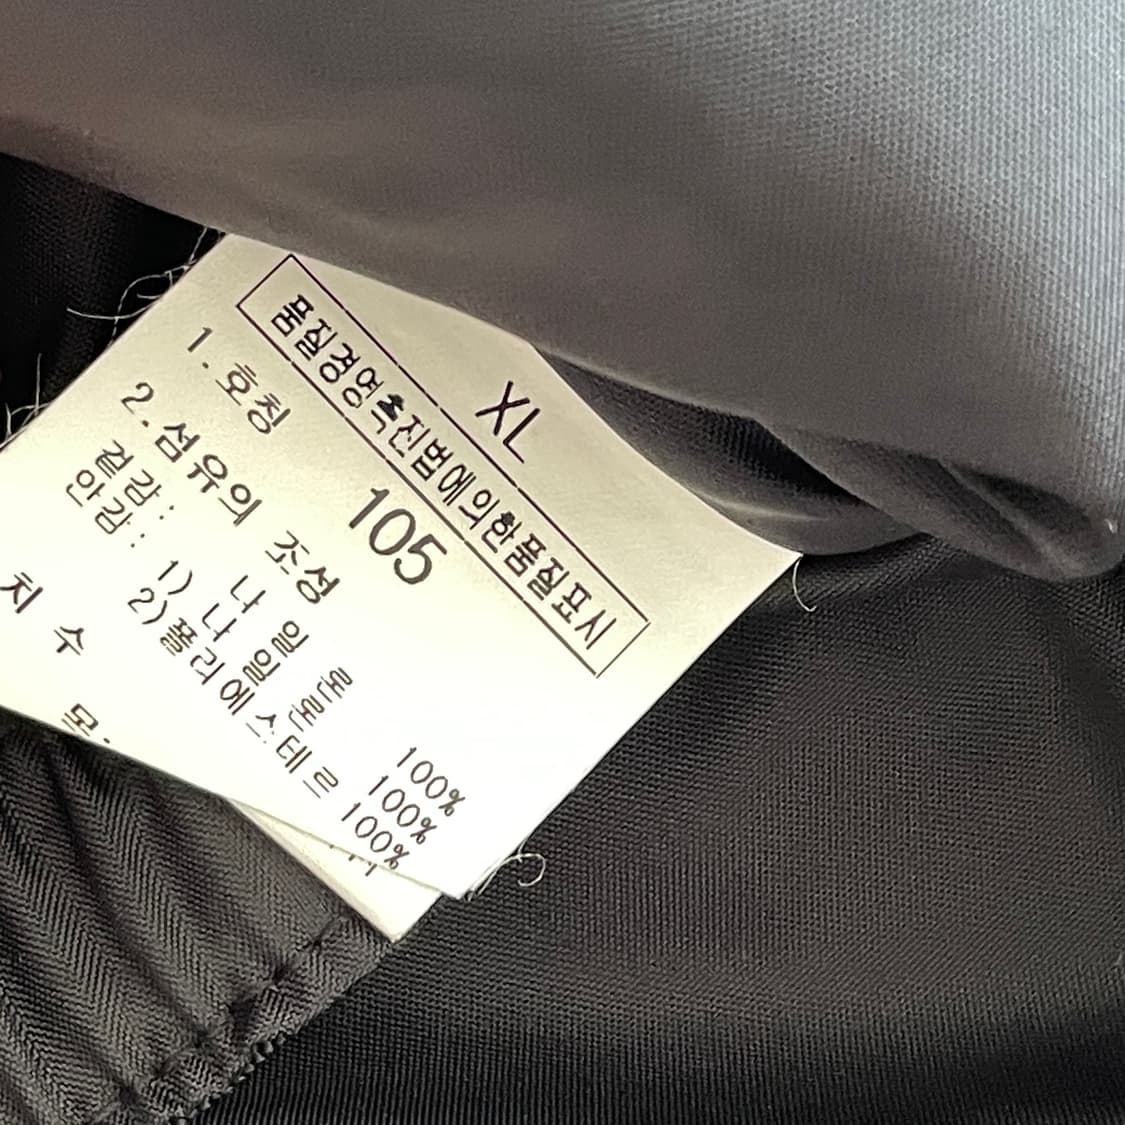 XL
품질경영촉진법에의한품질표시
1. 호칭 105
2. 섬유의 조성
겉감: 나 일 론 100%
안감: 1) 나 일 론 100%
2) 폴리에스테르 100%
치 수